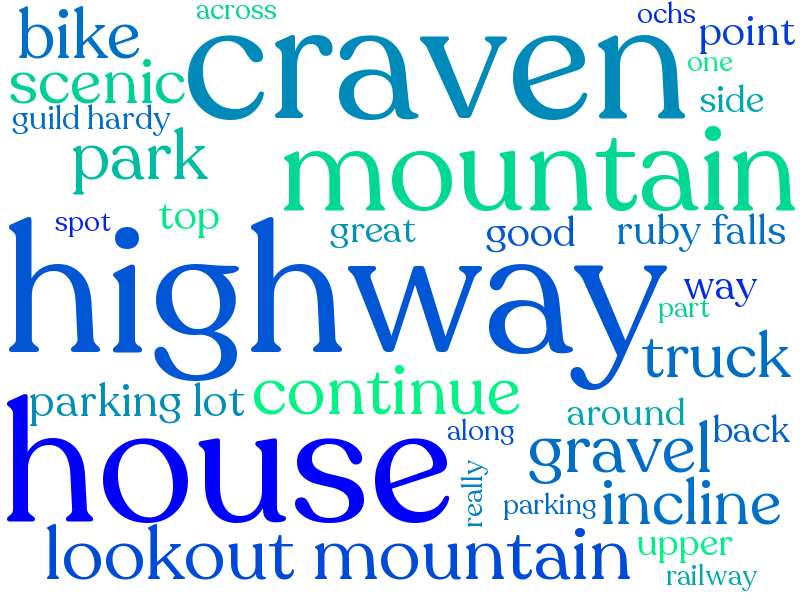 across
ochs
bike
craven
point
scenic
one
side
guild hardy
park
mountain
spot
top
great
good
ruby falls
highway
way
part
truck
continue
parking lot
house
along
around
back
gravel
really
parking
incline
lookout mountain
upper
railway